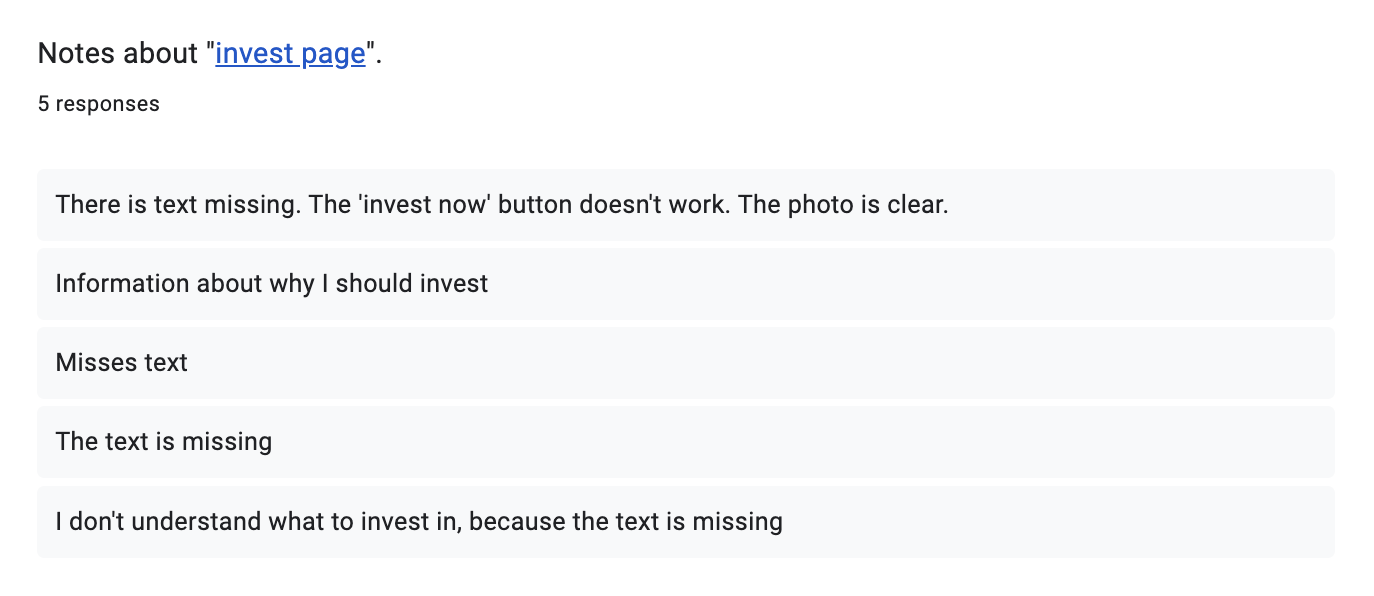 Notes about "invest page".
5 responses
There is text missing. The 'invest now' button doesn't work. The photo is clear.
Information about why I should invest
Misses text
The text is missing
I don't understand what to invest in, because the text is missing